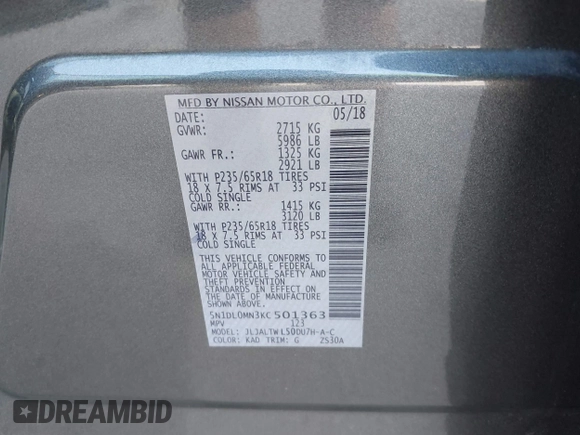 MFD BY NISSAN MOTOR CO., LTD.
DATE: 05/18
GVWR: 2715 KG
5986 LB
GAWR FR.: 1325 KG
2921 LB
WITH P235/65R18 TIRES
18 X 7.5 RIMS AT 33 PSI
COLD SINGLE
GAWR RR.: 1415 KG
3120 LB
WITH P235/65R18 TIRES
18 X 7.5 RIMS AT 33 PSI
COLD SINGLE
THIS VEHICLE CONFORMS TO
ALL APPLICABLE FEDERAL
MOTOR VEHICLE SAFETY AND
THEFT PREVENTION
STANDARDS IN EFFECT ON
THE DATE OF MANUFACTURE
SHOWN ABOVE.
5N1DL0MN3KC501363
MPV 123
MODEL: JL3ALTWL50DU7H-A-C
COLOR: KAD TRIM: G ZS30A
DREAMBID